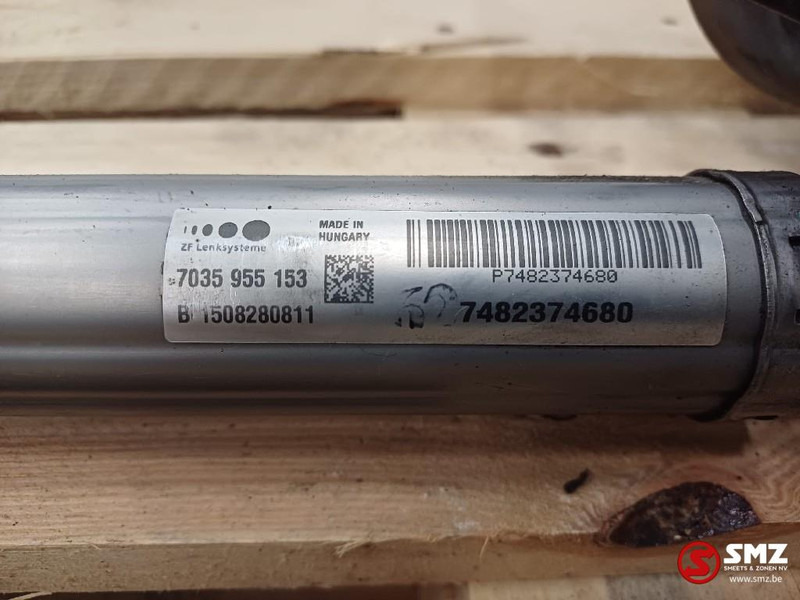 ZF Lenksysteme
MADE IN
HUNGARY
7035 955 153
B 1508280811
P7482374680
7482374680
SMZ
SMEETS & ZONEN NV
www.smz.be